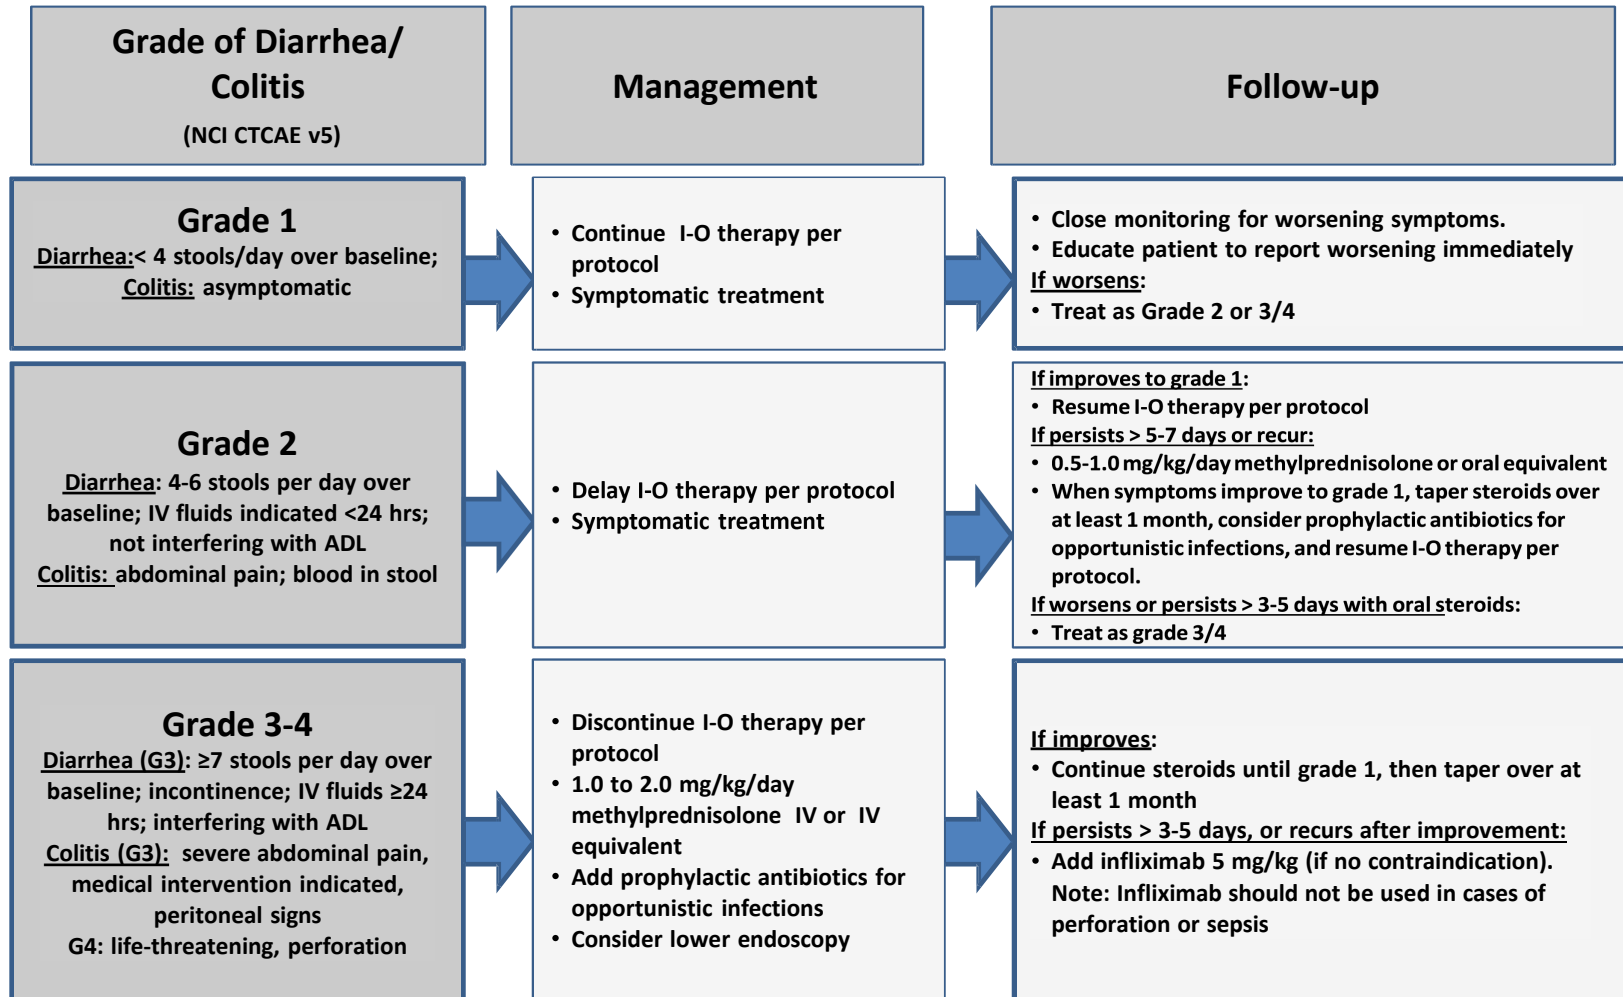 Grade of Diarrhea/
Colitis
(NCI CTCAE v5)
Management
Follow-up
Grade 1
Diarrhea:< 4 stools/day over baseline;
Colitis: asymptomatic
• Continue I-O therapy per
protocol
• Symptomatic treatment
• Close monitoring for worsening symptoms.
• Educate patient to report worsening immediately
If worsens:
• Treat as Grade 2 or 3/4
Grade 2
Diarrhea: 4-6 stools per day over
baseline; IV fluids indicated <24 hrs;
not interfering with ADL
Colitis: abdominal pain; blood in stool
• Delay I-O therapy per protocol
• Symptomatic treatment
If improves to grade 1:
• Resume I-O therapy per protocol
If persists > 5-7 days or recur:
• 0.5-1.0 mg/kg/day methylprednisolone or oral equivalent
• When symptoms improve to grade 1, taper steroids over
at least 1 month, consider prophylactic antibiotics for
opportunistic infections, and resume I-O therapy per
protocol.
If worsens or persists > 3-5 days with oral steroids:
• Treat as grade 3/4
Grade 3-4
Diarrhea (G3): ≥7 stools per day over
baseline; incontinence; IV fluids ≥24
hrs; interfering with ADL
Colitis (G3): severe abdominal pain,
medical intervention indicated,
peritoneal signs
G4: life-threatening, perforation
• Discontinue I-O therapy per
protocol
• 1.0 to 2.0 mg/kg/day
methylprednisolone IV or IV
equivalent
• Add prophylactic antibiotics for
opportunistic infections
• Consider lower endoscopy
If improves:
• Continue steroids until grade 1, then taper over at
least 1 month
If persists > 3-5 days, or recurs after improvement:
• Add infliximab 5 mg/kg (if no contraindication).
Note: Infliximab should not be used in cases of
perforation or sepsis